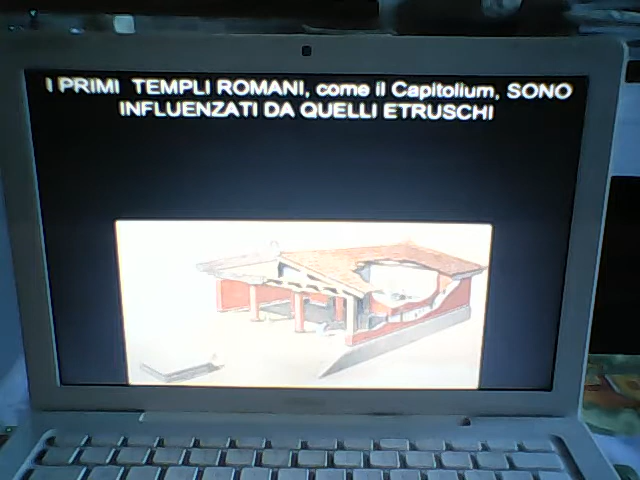 I PRIMI TEMPLI ROMANI, come il Capitolium, SONO
INFLUENZATI DA QUELLI ETRUSCHI